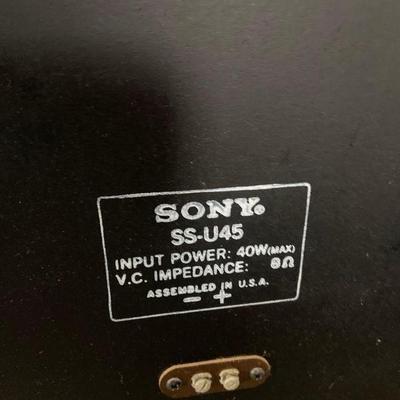 SONY®
SS-U45
INPUT POWER: 40W(MAX)
V.C. IMPEDANCE: 8Ω
ASSEMBLED IN U.S.A.
− +